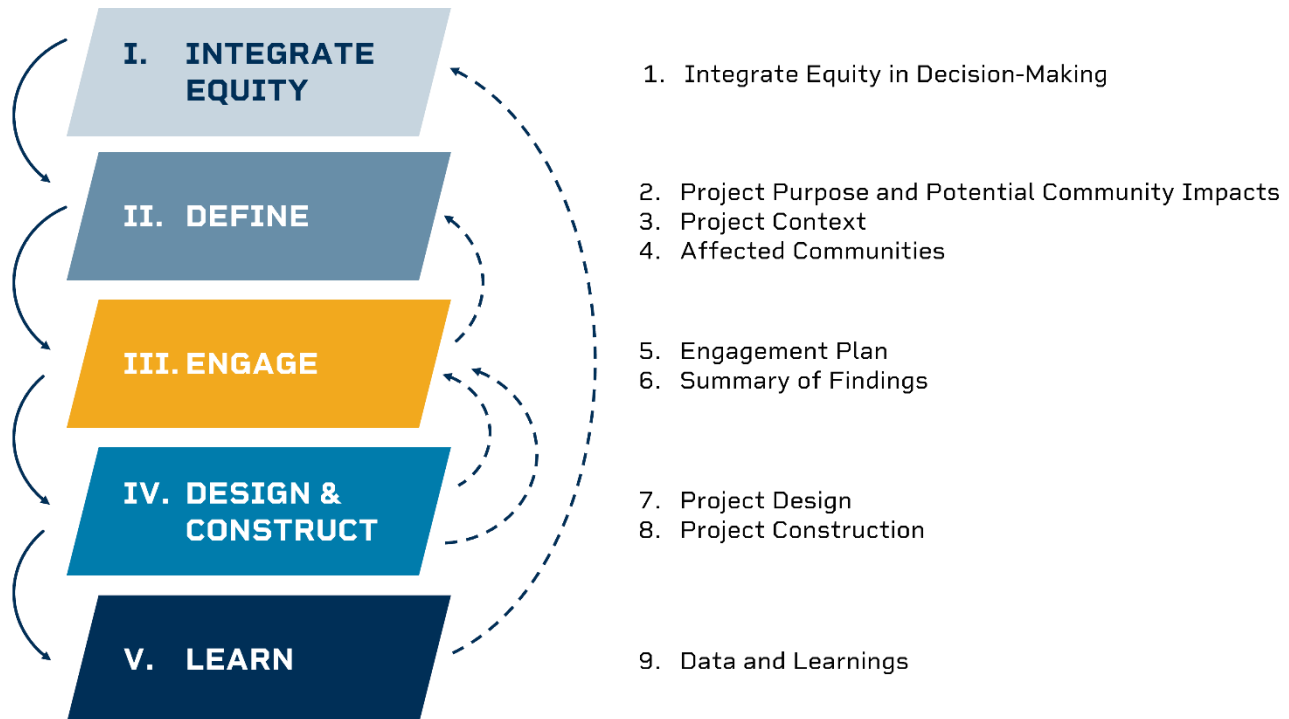 I. INTEGRATE
EQUITY
1. Integrate Equity in Decision-Making
II. DEFINE
2. Project Purpose and Potential Community Impacts
3. Project Context
4. Affected Communities
III. ENGAGE
5. Engagement Plan
6. Summary of Findings
IV. DESIGN &
CONSTRUCT
7. Project Design
8. Project Construction
V. LEARN
9. Data and Learnings